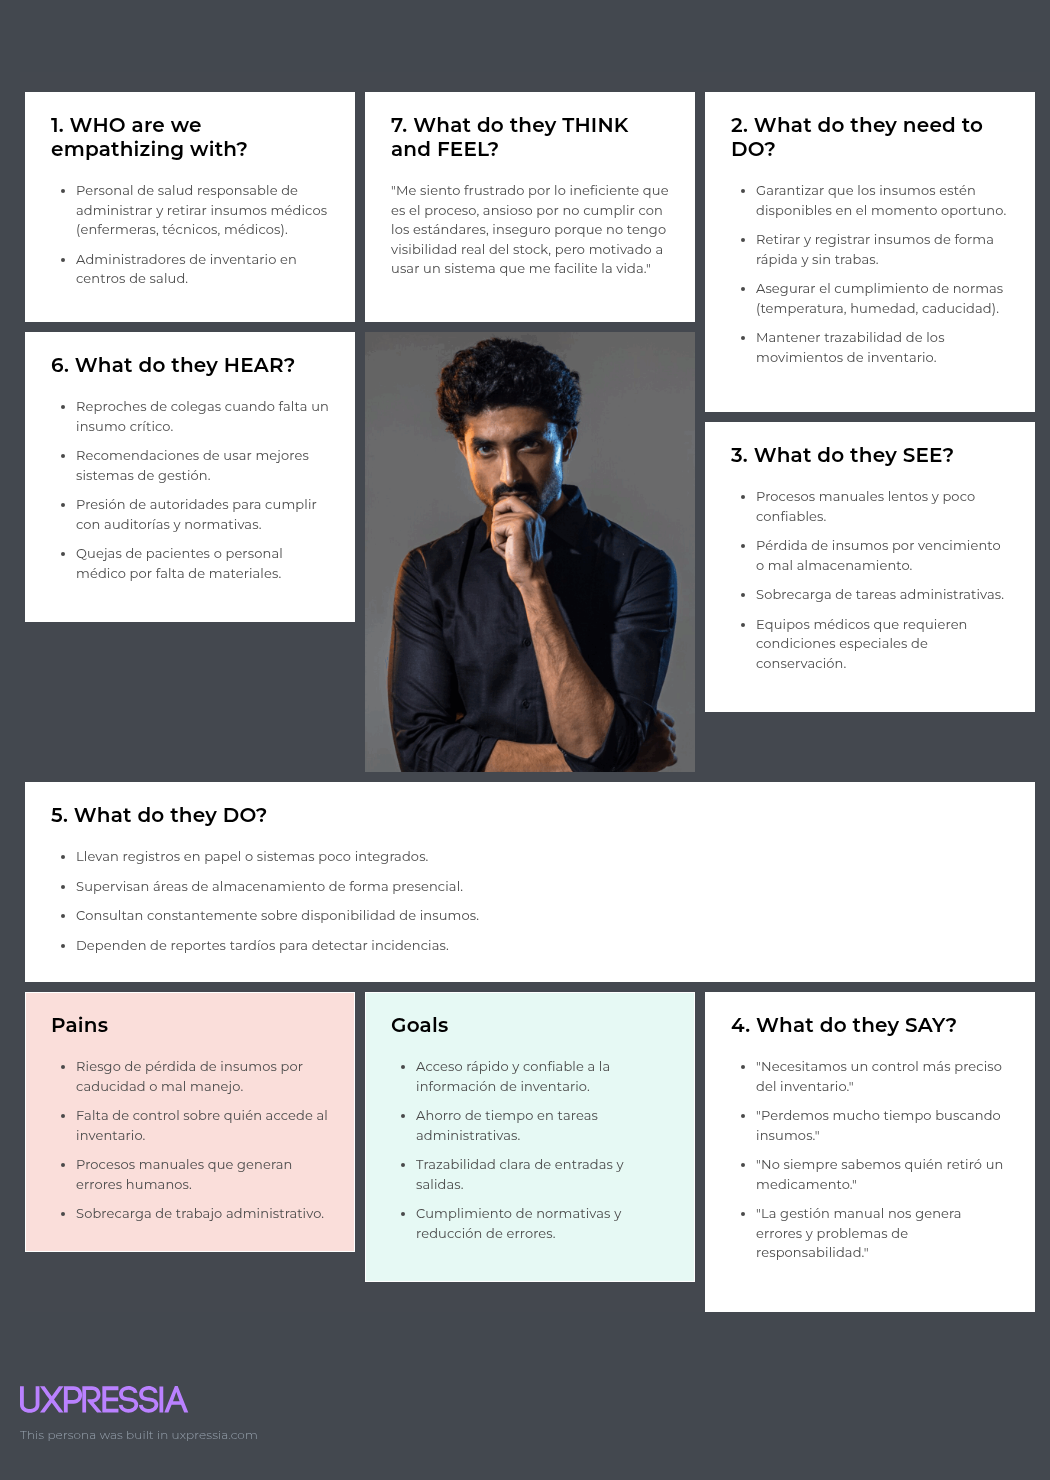 1. WHO are we
empathizing with?
Personal de salud responsable de
administrar y retirar insumos médicos
(enfermeras, técnicos, médicos).
Administradores de inventario en
centros de salud.
7. What do they THINK
and FEEL?
"Me siento frustrado por lo ineficiente que
es el proceso, ansioso por no cumplir con
los estándares, inseguro porque no tengo
visibilidad real del stock, pero motivado a
usar un sistema que me facilite la vida."
2. What do they need to
DO?
Garantizar que los insumos estén
disponibles en el momento oportuno.
Retirar y registrar insumos de forma
rápida y sin trabas.
Asegurar el cumplimiento de normas
(temperatura, humedad, caducidad).
Mantener trazabilidad de los
movimientos de inventario.
6. What do they HEAR?
Reproches de colegas cuando falta un
insumo crítico.
Recomendaciones de usar mejores
sistemas de gestión.
Presión de autoridades para cumplir
con auditorías y normativas.
Quejas de pacientes o personal
médico por falta de materiales.
3. What do they SEE?
Procesos manuales lentos y poco
confiables.
Pérdida de insumos por vencimiento
o mal almacenamiento.
Sobrecarga de tareas administrativas.
Equipos médicos que requieren
condiciones especiales de
conservación.
5. What do they DO?
Llevan registros en papel o sistemas poco integrados.
Supervisan áreas de almacenamiento de forma presencial.
Consultan constantemente sobre disponibilidad de insumos.
Dependen de reportes tardíos para detectar incidencias.
Pains
Riesgo de pérdida de insumos por
caducidad o mal manejo.
Falta de control sobre quién accede al
inventario.
Procesos manuales que generan
errores humanos.
Sobrecarga de trabajo administrativo.
Goals
Acceso rápido y confiable a la
información de inventario.
Ahorro de tiempo en tareas
administrativas.
Trazabilidad clara de entradas y
salidas.
Cumplimiento de normativas y
reducción de errores.
4. What do they SAY?
"Necesitamos un control más preciso
del inventario."
"Perdemos mucho tiempo buscando
insumos."
"No siempre sabemos quién retiró un
medicamento."
"La gestión manual nos genera
errores y problemas de
responsabilidad."
UXPRESSIA
This persona was built in uxpressia.com